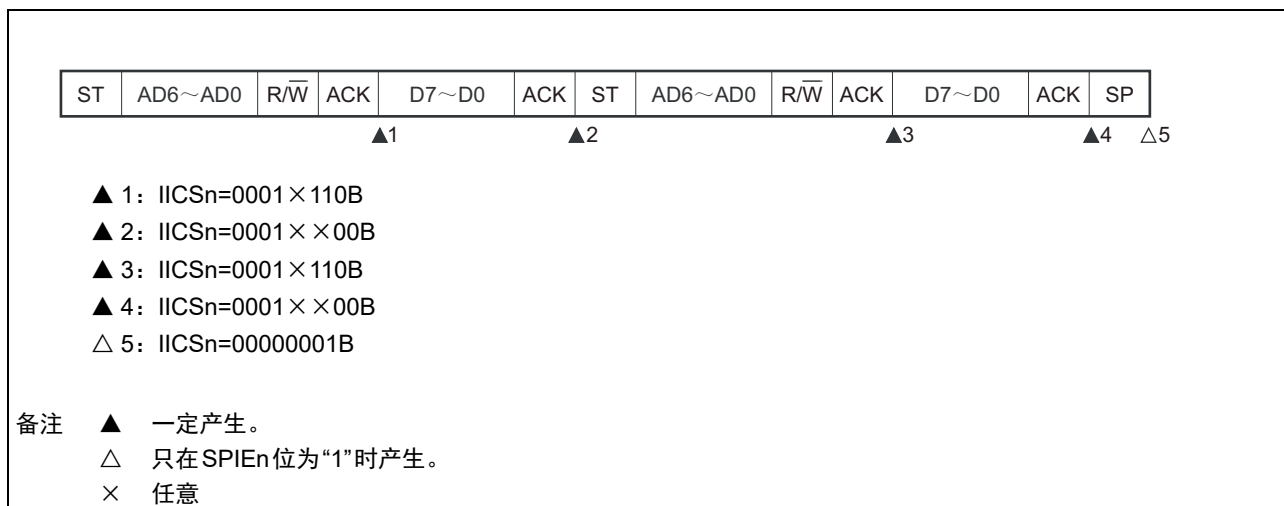 ST AD6～AD0 R/W̅ ACK D7～D0 ACK ST AD6～AD0 R/W̅ ACK D7～D0 ACK SP
▲1 ▲2 ▲3 ▲4 △5
▲ 1：IICSn=0001×110B
▲ 2：IICSn=0001××00B
▲ 3：IICSn=0001×110B
▲ 4：IICSn=0001××00B
△ 5：IICSn=00000001B
备注 ▲ 一定产生。
△ 只在SPIEn位为“1”时产生。
× 任意